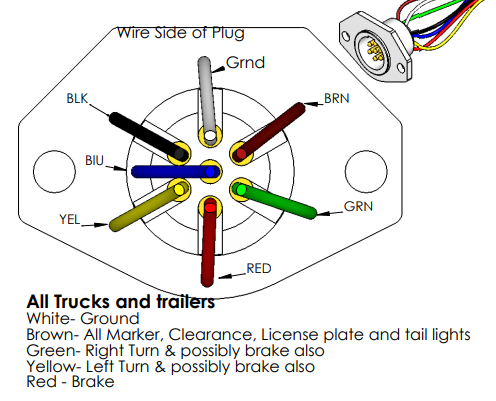 Wire Side of Plug
Grnd
BLK
BRN
BlU
YEL
GRN
RED
All Trucks and trailers
White- Ground
Brown- All Marker, Clearance, License plate and tail lights
Green- Right Turn & possibly brake also
Yellow- Left Turn & possibly brake also
Red - Brake